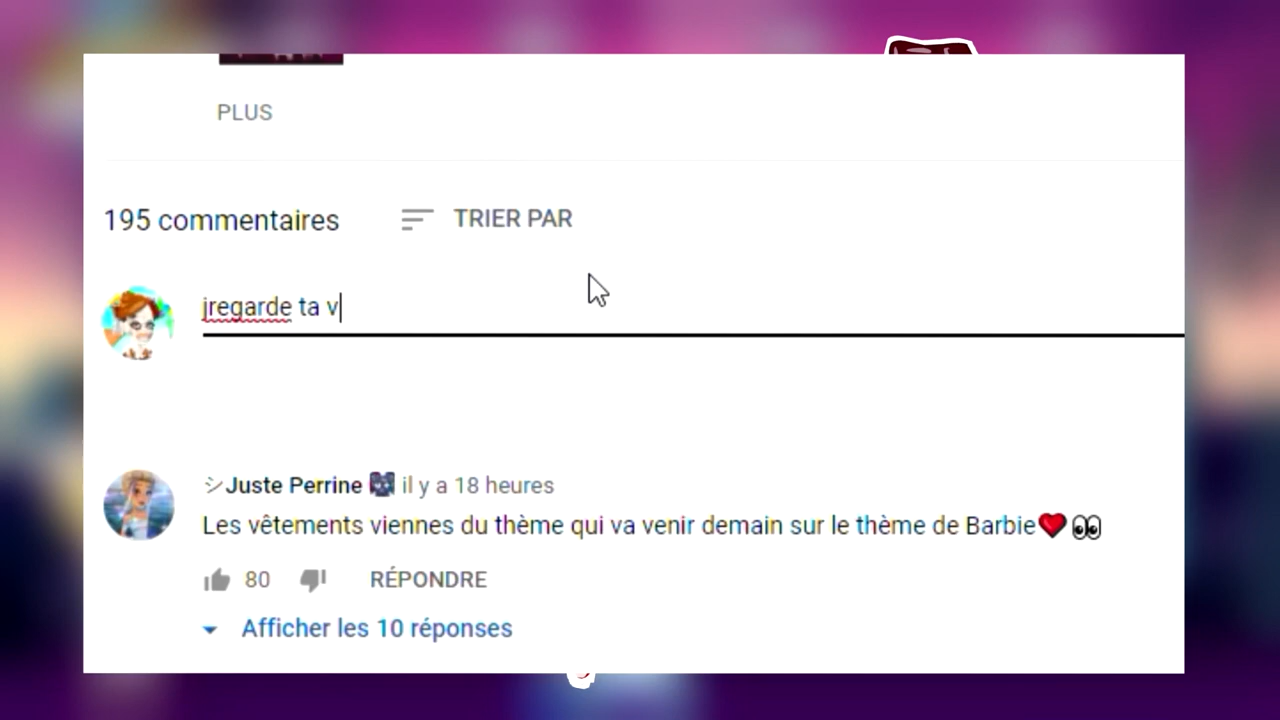 PLUS
195 commentaires TRIER PAR
jregarde ta v
シJuste Perrine il y a 18 heures
Les vêtements viennes du thème qui va venir demain sur le thème de Barbie❤️👀
80 RÉPONDRE
Afficher les 10 réponses